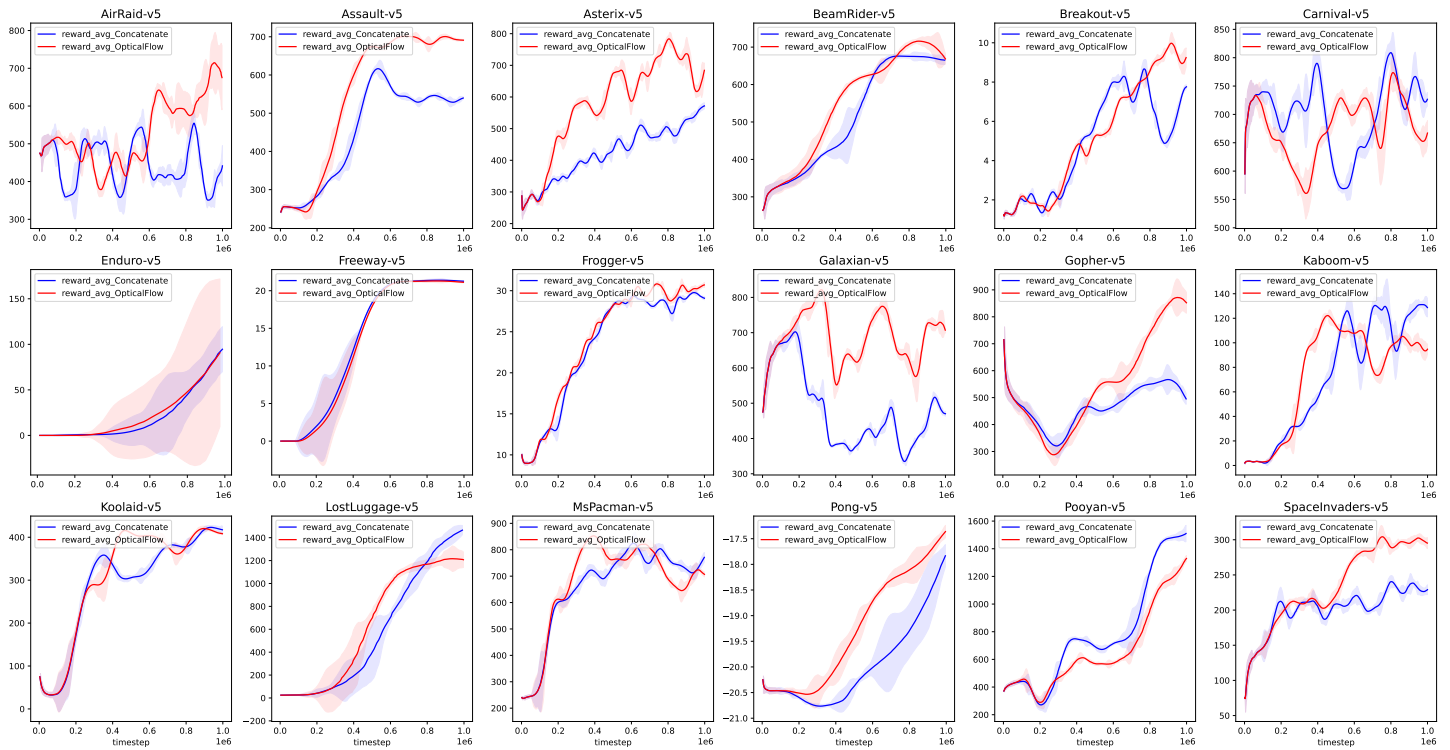 AirRaid-v5
reward_avg_Concatenate
reward_avg_OpticalFlow
800
700
600
500
400
300
0.0 0.2 0.4 0.6 0.8 1.0
1e6
Assault-v5
reward_avg_Concatenate
reward_avg_OpticalFlow
700
600
500
400
300
200
0.0 0.2 0.4 0.6 0.8 1.0
1e6
Asterix-v5
reward_avg_Concatenate
reward_avg_OpticalFlow
800
700
600
500
400
300
200
0.0 0.2 0.4 0.6 0.8 1.0
1e6
BeamRider-v5
reward_avg_Concatenate
reward_avg_OpticalFlow
700
600
500
400
300
0.0 0.2 0.4 0.6 0.8 1.0
1e6
Breakout-v5
reward_avg_Concatenate
reward_avg_OpticalFlow
10
8
6
4
2
0.0 0.2 0.4 0.6 0.8 1.0
1e6
Carnival-v5
reward_avg_Concatenate
reward_avg_OpticalFlow
850
800
750
700
650
600
550
500
0.0 0.2 0.4 0.6 0.8 1.0
1e6
Enduro-v5
reward_avg_Concatenate
reward_avg_OpticalFlow
150
100
50
0
0.0 0.2 0.4 0.6 0.8 1.0
1e6
Freeway-v5
reward_avg_Concatenate
reward_avg_OpticalFlow
20
15
10
5
0
0.0 0.2 0.4 0.6 0.8 1.0
1e6
Frogger-v5
reward_avg_Concatenate
reward_avg_OpticalFlow
30
25
20
15
10
0.0 0.2 0.4 0.6 0.8 1.0
1e6
Galaxian-v5
reward_avg_Concatenate
reward_avg_OpticalFlow
800
700
600
500
400
300
0.0 0.2 0.4 0.6 0.8 1.0
1e6
Gopher-v5
reward_avg_Concatenate
reward_avg_OpticalFlow
900
800
700
600
500
400
300
0.0 0.2 0.4 0.6 0.8 1.0
1e6
Kaboom-v5
reward_avg_Concatenate
reward_avg_OpticalFlow
140
120
100
80
60
40
20
0
0.0 0.2 0.4 0.6 0.8 1.0
1e6
Koolaid-v5
reward_avg_Concatenate
reward_avg_OpticalFlow
400
300
200
100
0
0.0 0.2 0.4 0.6 0.8 1.0
1e6
timestep
LostLuggage-v5
reward_avg_Concatenate
reward_avg_OpticalFlow
1400
1200
1000
800
600
400
200
0
−200
0.0 0.2 0.4 0.6 0.8 1.0
1e6
timestep
MsPacman-v5
reward_avg_Concatenate
reward_avg_OpticalFlow
900
800
700
600
500
400
300
200
0.0 0.2 0.4 0.6 0.8 1.0
1e6
timestep
Pong-v5
reward_avg_Concatenate
reward_avg_OpticalFlow
−17.5
−18.0
−18.5
−19.0
−19.5
−20.0
−20.5
−21.0
0.0 0.2 0.4 0.6 0.8 1.0
1e6
timestep
Pooyan-v5
reward_avg_Concatenate
reward_avg_OpticalFlow
1600
1400
1200
1000
800
600
400
200
0.0 0.2 0.4 0.6 0.8 1.0
1e6
timestep
SpaceInvaders-v5
reward_avg_Concatenate
reward_avg_OpticalFlow
300
250
200
150
100
50
0.0 0.2 0.4 0.6 0.8 1.0
1e6
timestep